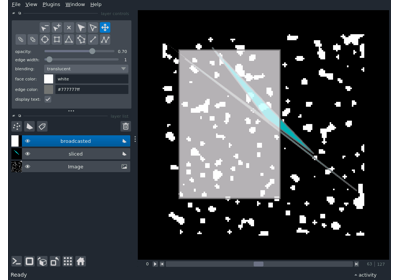 File View Plugins Window Help
opacity: 0.70
edge width: 1
blending: translucent
face color: white
edge color: #777777ff
display text: ✓
broadcasted
sliced
image
Ready
activity